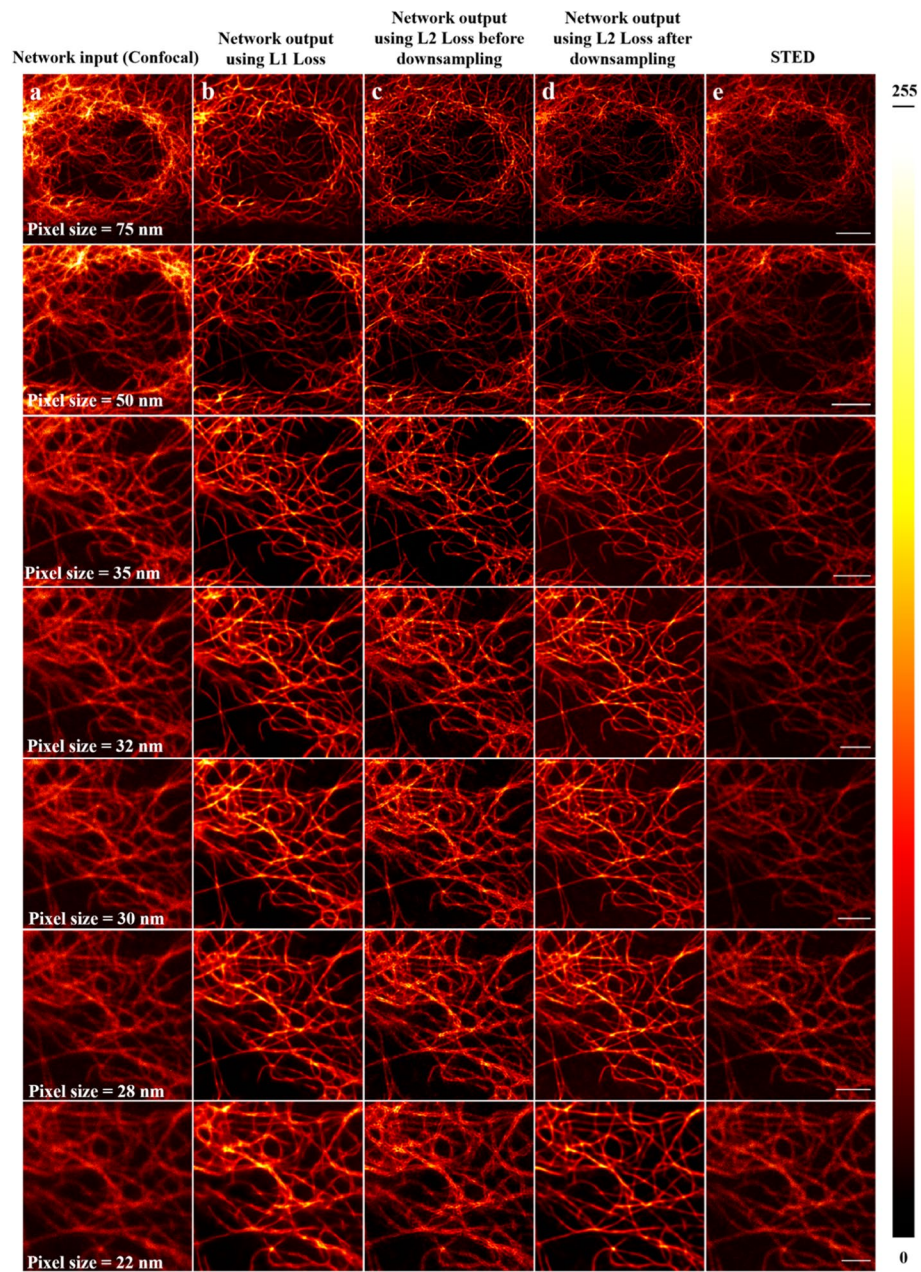 Network input (Confocal)
Network output
using L1 Loss
Network output
using L2 Loss before
downsampling
Network output
using L2 Loss after
downsampling
STED
a
b
c
d
e
255
Pixel size = 75 nm
Pixel size = 50 nm
Pixel size = 35 nm
Pixel size = 32 nm
Pixel size = 30 nm
Pixel size = 28 nm
Pixel size = 22 nm
0